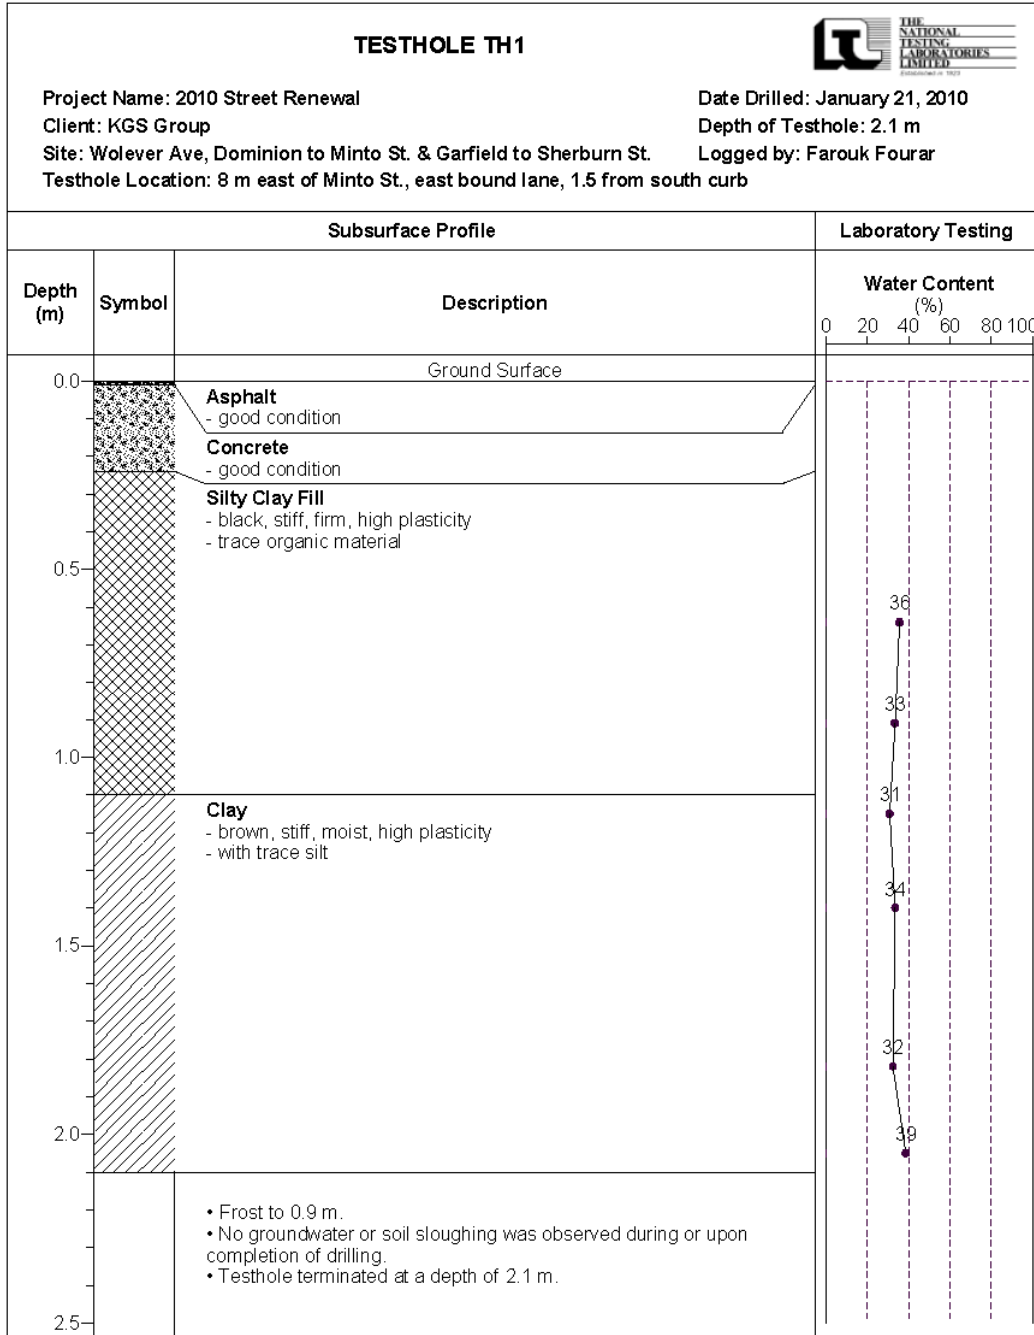 TESTHOLE TH1
THE
NATIONAL
TESTING
LABORATORIES
LIMITED
Established in 1923
Project Name: 2010 Street Renewal
Date Drilled: January 21, 2010
Client: KGS Group
Depth of Testhole: 2.1 m
Site: Wolever Ave, Dominion to Minto St. & Garfield to Sherburn St.
Logged by: Farouk Fourar
Testhole Location: 8 m east of Minto St., east bound lane, 1.5 from south curb
Subsurface Profile
Laboratory Testing
Depth
(m)
Symbol
Description
Water Content
(%)
0 20 40 60 80 100
Ground Surface
0.0
Asphalt
- good condition
Concrete
- good condition
Silty Clay Fill
- black, stiff, firm, high plasticity
- trace organic material
0.5
36
33
1.0
31
Clay
- brown, stiff, moist, high plasticity
- with trace silt
34
1.5
32
2.0
39
• Frost to 0.9 m.
• No groundwater or soil sloughing was observed during or upon
completion of drilling.
• Testhole terminated at a depth of 2.1 m.
2.5